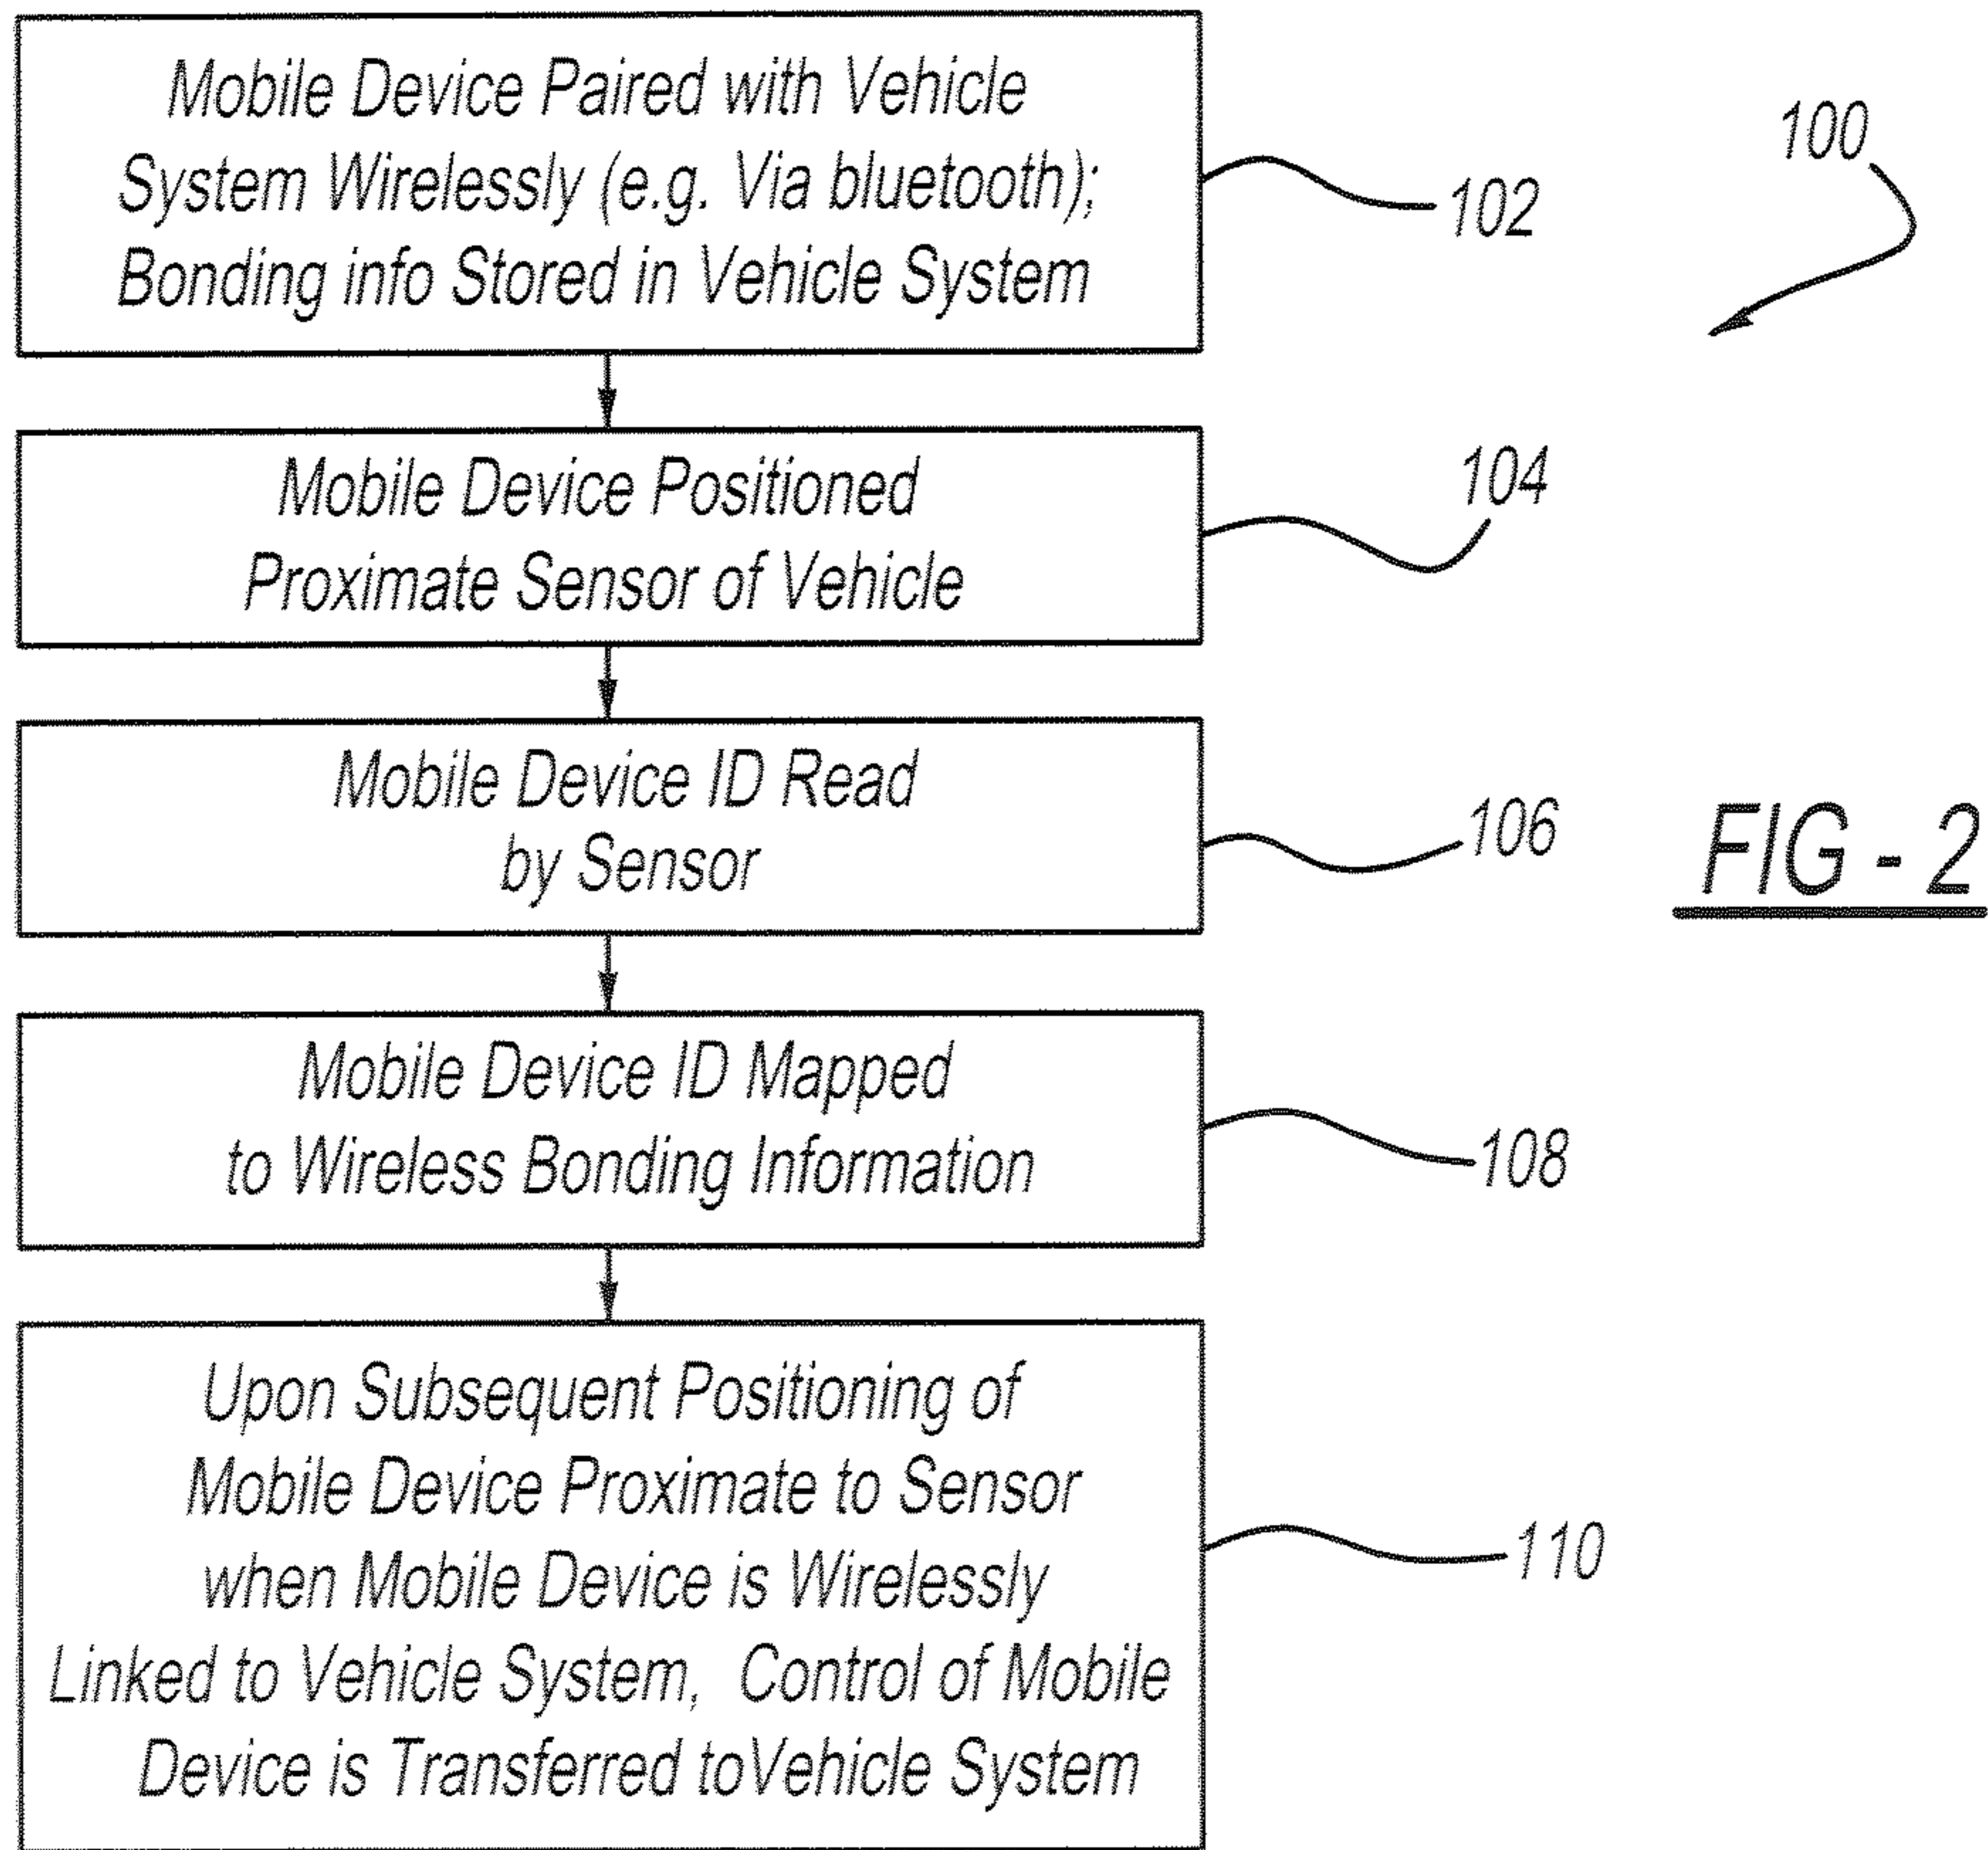 Mobile Device Paired with Vehicle
System Wirelessly (e.g. Via bluetooth);
Bonding info Stored in Vehicle System
102
100
Mobile Device Positioned
Proximate Sensor of Vehicle
104
Mobile Device ID Read
by Sensor
106
FIG - 2
Mobile Device ID Mapped
to Wireless Bonding Information
108
Upon Subsequent Positioning of
Mobile Device Proximate to Sensor
when Mobile Device is Wirelessly
Linked to Vehicle System, Control of Mobile
Device is Transferred toVehicle System
110